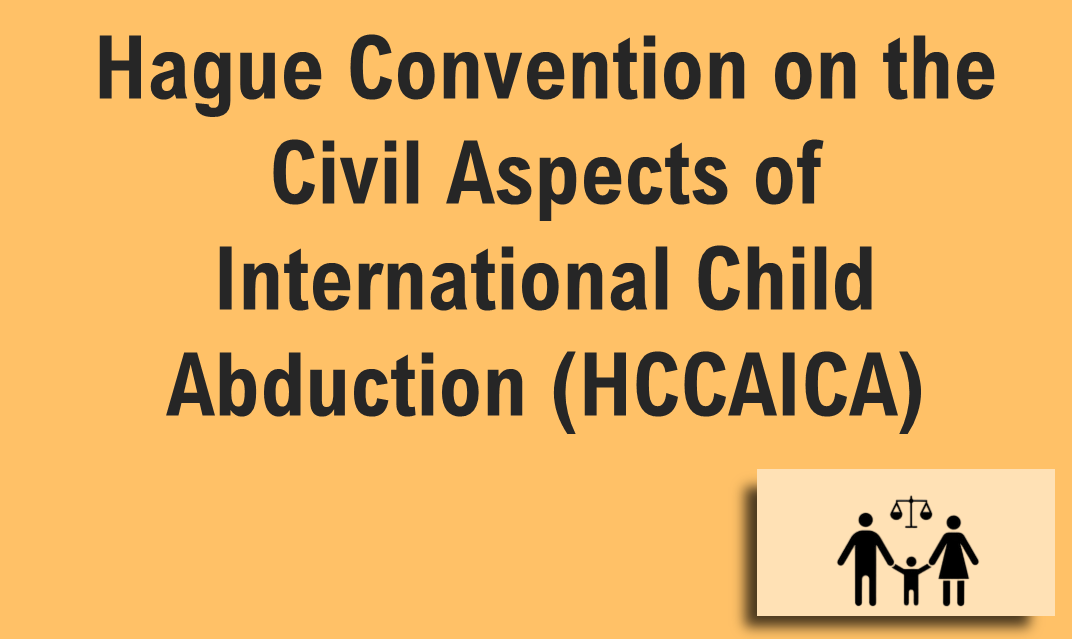 Hague Convention on the
Civil Aspects of
International Child
Abduction (HCCAICA)